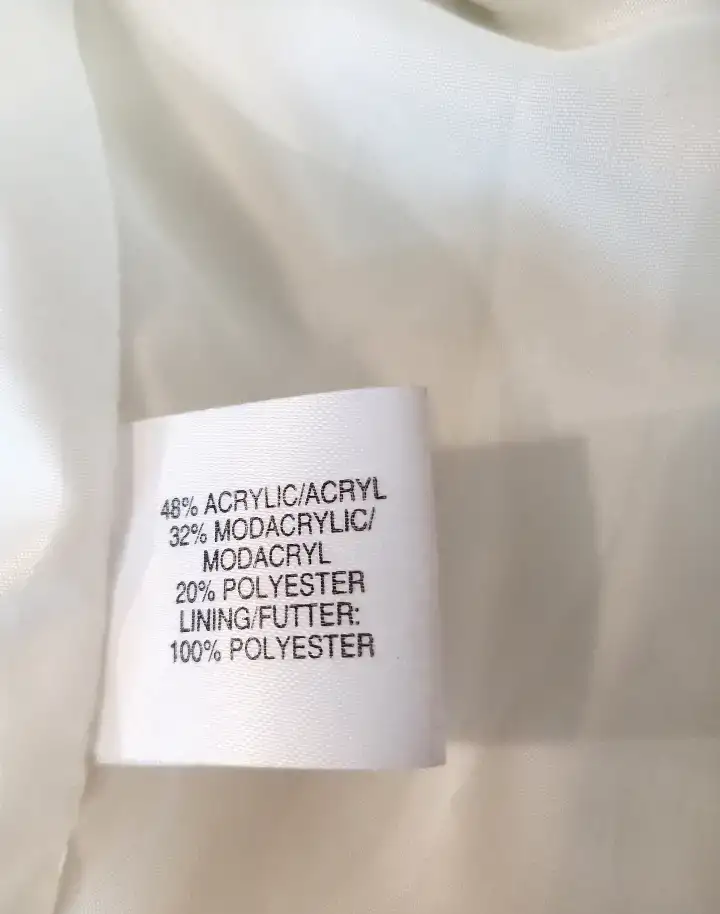 48% ACRYLIC/ACRYL
32% MODACRYLIC/
MODACRYL
20% POLYESTER
LINING/FUTTER:
100% POLYESTER